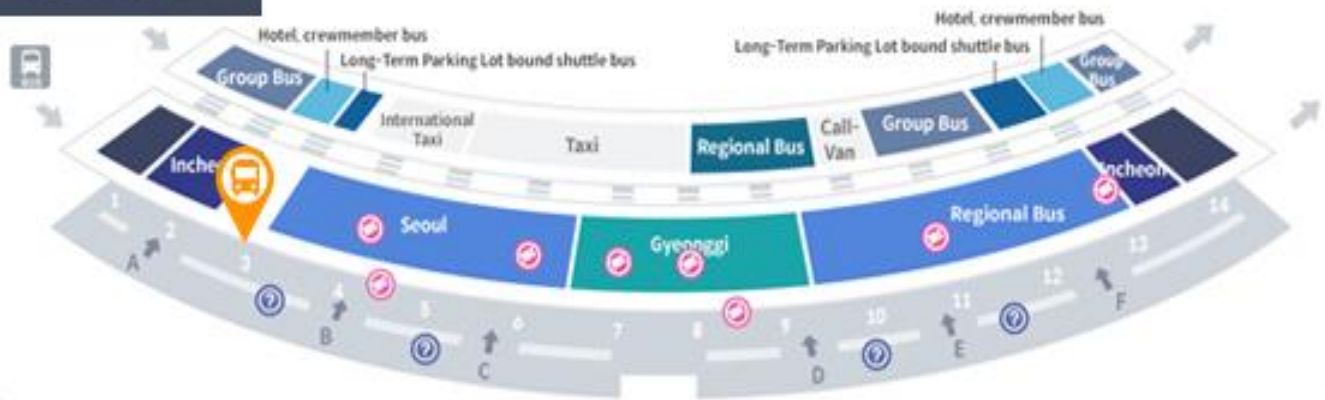 Hotel, crewmember bus
Long-Term Parking Lot bound shuttle bus
Group Bus
International
Taxi
Taxi
Regional Bus
Call-
Van
Group Bus
Long-Term Parking Lot bound shuttle bus
Hotel, crewmember bus
Group
Bus
Seoul
Gyeonggi
Regional Bus
Incheon
1
2
3
4
5
6
7
8
9
10
11
12
13
14
A
B
C
D
E
F
?
?
?
?